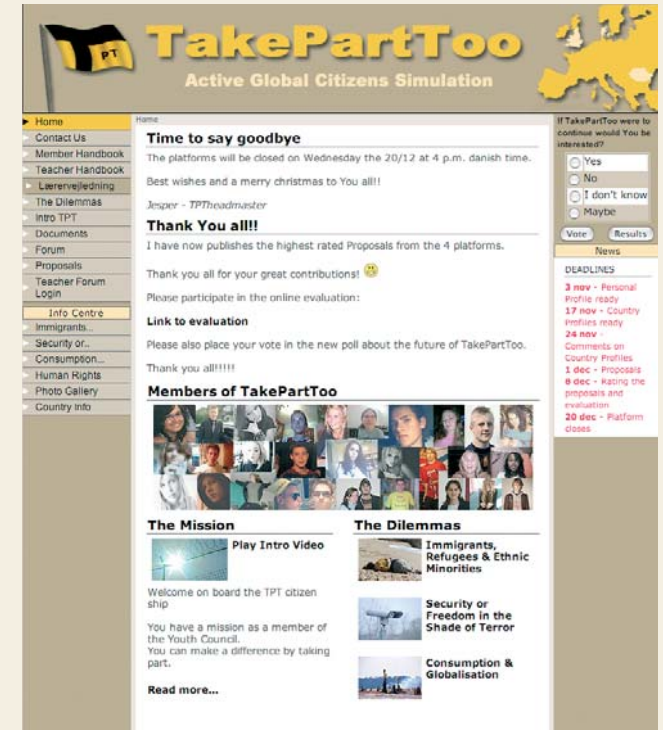 TPT
TakePartToo
Active Global Citizens Simulation
Home
Contact Us
Member Handbook
Teacher Handbook
Lærervejledning
The Dilemmas
Intro TPT
Documents
Forum
Proposals
Teacher Forum
Login
Info Centre
Immigrants...
Security or..
Consumption...
Human Rights
Photo Gallery
Country Info
Home
Time to say goodbye
The platforms will be closed on Wednesday the 20/12 at 4 p.m. danish time.
Best wishes and a merry christmas to You all!!
Jesper - TPTheadmaster
Thank You all!!
I have now publishes the highest rated Proposals from the 4 platforms.
Thank you all for your great contributions!
Please participate in the online evaluation:
Link to evaluation
Please also place your vote in the new poll about the future of TakePartToo.
Thank you all!!!!!
Members of TakePartToo
The Mission
Play Intro Video
Welcome on board the TPT citizen
ship
You have a mission as a member of
the Youth Council.
You can make a difference by taking
part.
Read more...
The Dilemmas
Immigrants,
Refugees & Ethnic
Minorities
Security or
Freedom in the
Shade of Terror
Consumption &
Globalisation
If TakePartToo were to
continue would You be
interested?
Yes
No
I don't know
Maybe
Vote Results
News
DEADLINES
3 nov - Personal
Profile ready
17 nov - Country
Profiles ready
24 nov -
Comments on
Country Profiles
1 dec - Proposals
8 dec - Rating the
proposals and
evaluation
20 dec - Platform
closes